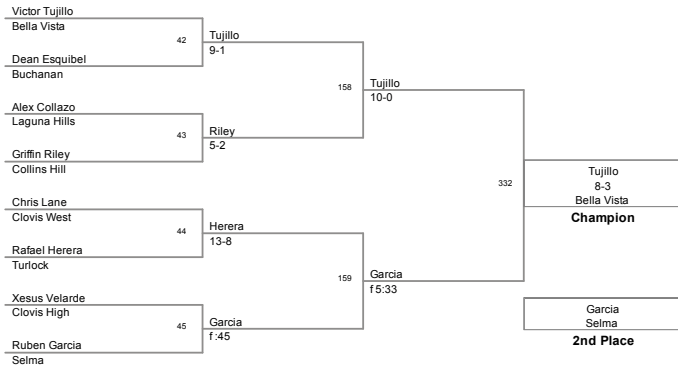 Victor Tujillo
Bella Vista
42
Tujillo
9-1
Dean Esquibel
Buchanan
158
Tujillo
10-0
Alex Collazo
Laguna Hills
43
Riley
5-2
Griffin Riley
Collins Hill
332
Tujillo
8-3
Bella Vista
Champion
Chris Lane
Clovis West
44
Herera
13-8
Rafael Herera
Turlock
159
Garcia
f 5:33
Xesus Velarde
Clovis High
45
Garcia
f :45
Ruben Garcia
Selma
Garcia
Selma
2nd Place